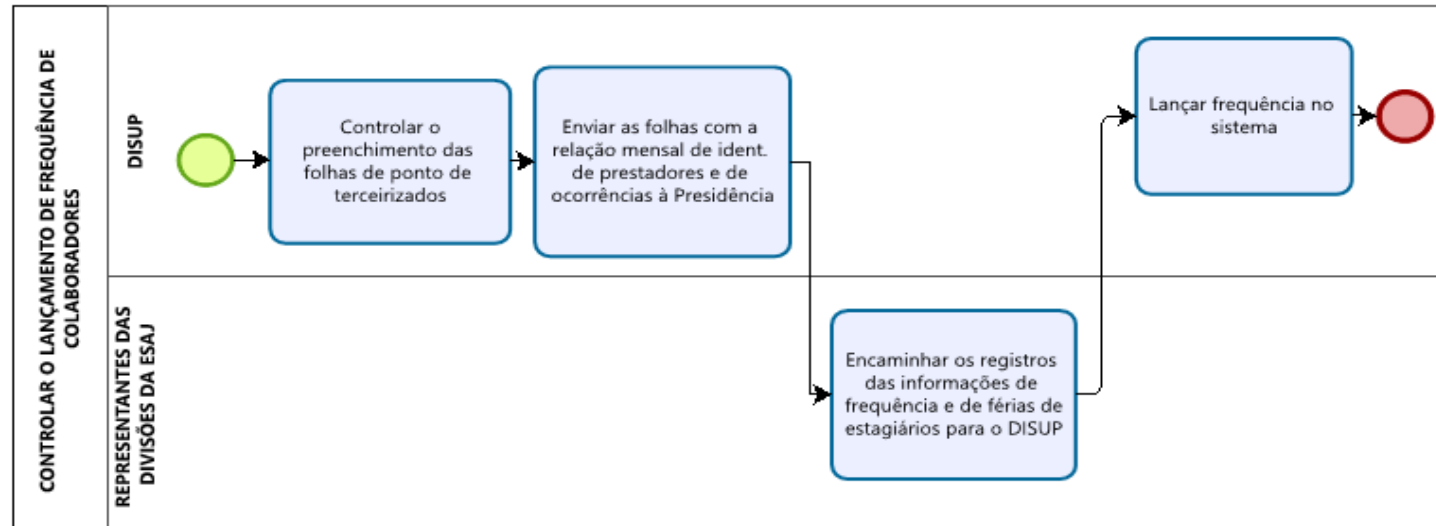 CONTROLAR O LANÇAMENTO DE FREQUÊNCIA DE
COLABORADORES
DISUP
Controlar o
preenchimento das
folhas de ponto de
terceirizados
Enviar as folhas com a
relação mensal de ident.
de prestadores e de
ocorrências à Presidência
Lançar frequência no
sistema
REPRESENTANTES DAS
DIVISÕES DA ESAJ
Encaminhar os registros
das informações de
frequência e de férias de
estagiários para o DISUP